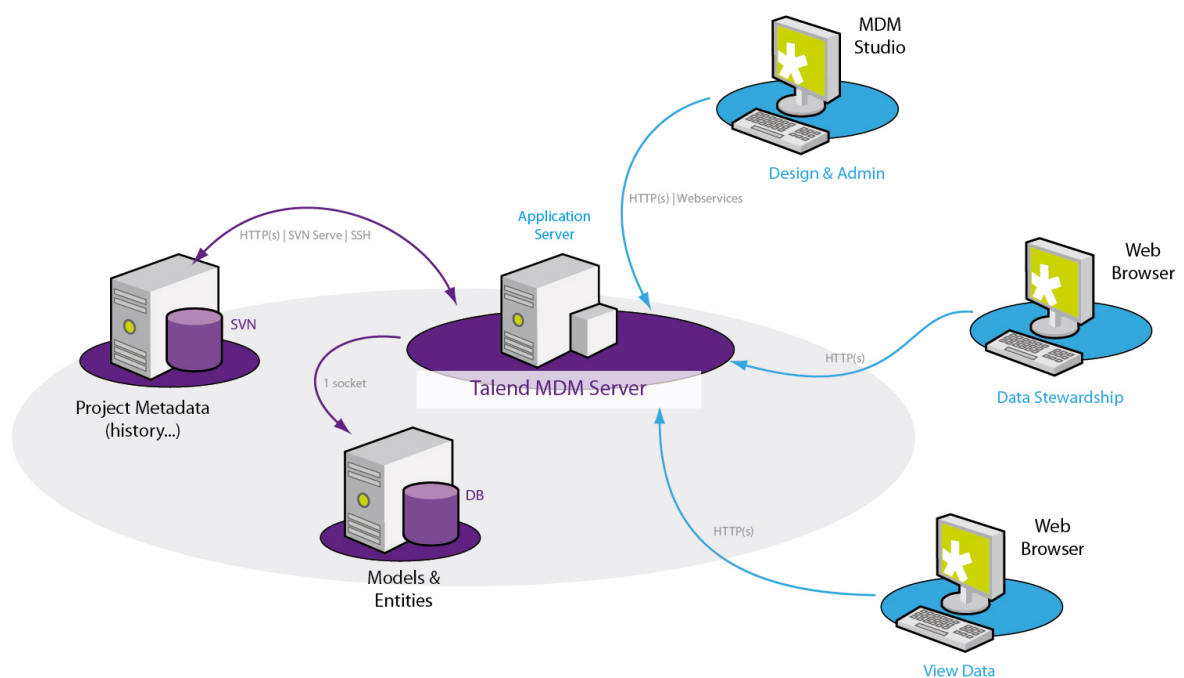 MDM
Studio
Design & Admin
HTTP(s) | Webservices
Application
Server
HTTP(s) | SVN Serve | SSH
Web
Browser
SVN
HTTP(s)
1 socket
Talend MDM Server
Data Stewardship
Project Metadata
(history...)
DB
HTTP(s)
Web
Browser
Models &
Entities
View Data